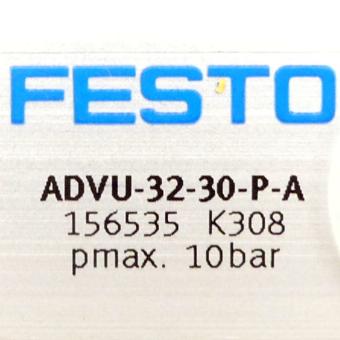 FESTO
ADVU-32-30-P-A
156535 K308
pmax. 10bar